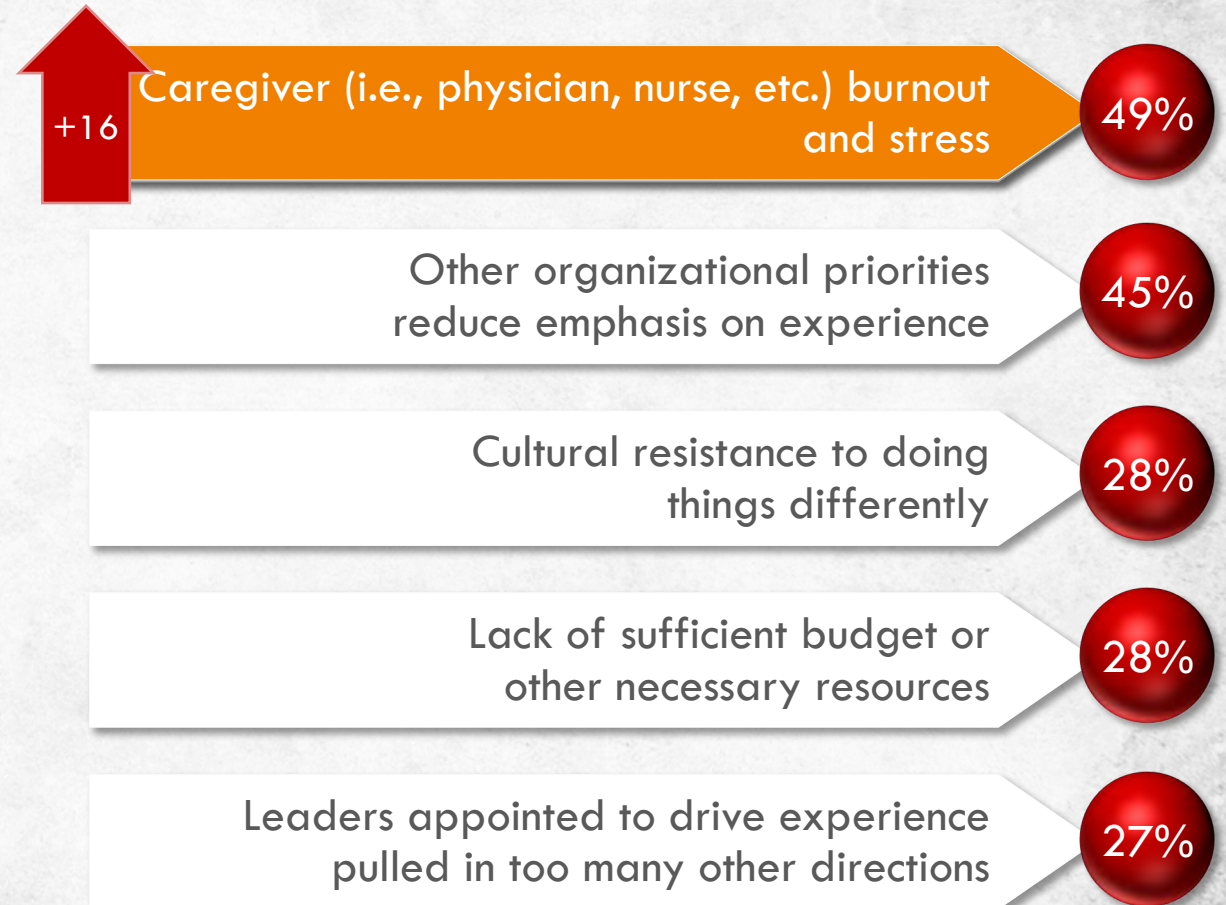 Caregiver (i.e., physician, nurse, etc.) burnout
+16
and stress
49%
Other organizational priorities
reduce emphasis on experience
45%
Cultural resistance to doing
things differently
28%
Lack of sufficient budget or
other necessary resources
28%
Leaders appointed to drive experience
pulled in too many other directions
27%